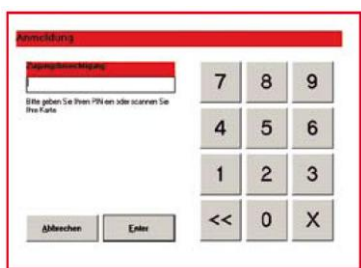 Anmeldung
Zugangsberechtigung:
Bitte geben Sie Ihren PIN ein oder scannen Sie
Ihre Karte
7 8 9
4 5 6
1 2 3
<< 0 X
Abbrechen Enter